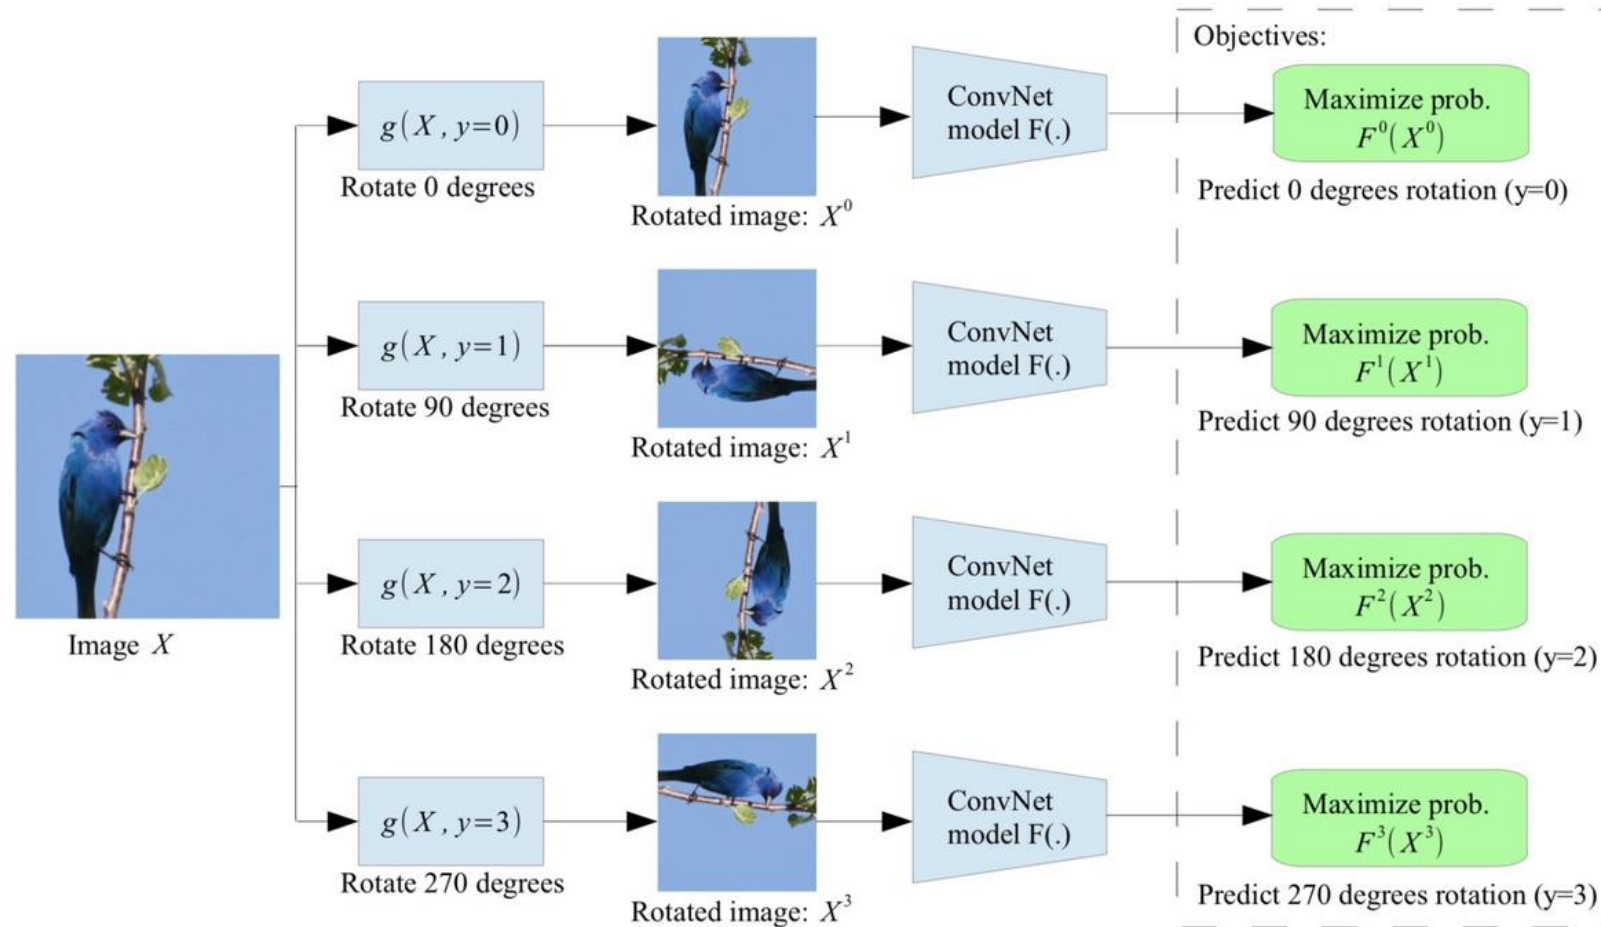 Objectives:
g(X, y=0)
Rotate 0 degrees
Rotated image: X⁰
ConvNet
model F(.)
Maximize prob.
F⁰(X⁰)
Predict 0 degrees rotation (y=0)
g(X, y=1)
Rotate 90 degrees
Rotated image: X¹
ConvNet
model F(.)
Maximize prob.
F¹(X¹)
Predict 90 degrees rotation (y=1)
Image X
g(X, y=2)
Rotate 180 degrees
Rotated image: X²
ConvNet
model F(.)
Maximize prob.
F²(X²)
Predict 180 degrees rotation (y=2)
g(X, y=3)
Rotate 270 degrees
Rotated image: X³
ConvNet
model F(.)
Maximize prob.
F³(X³)
Predict 270 degrees rotation (y=3)